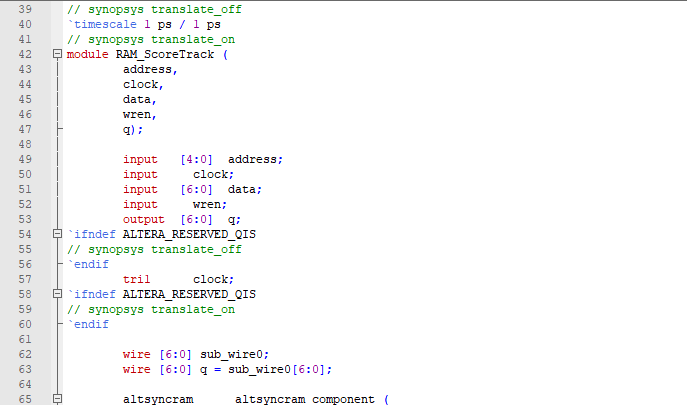 39 // synopsys translate_off
40 `timescale 1 ps / 1 ps
41 // synopsys translate_on
42 module RAM_ScoreTrack (
43 address,
44 clock,
45 data,
46 wren,
47 q);
48
49 input [4:0] address;
50 input clock;
51 input [6:0] data;
52 input wren;
53 output [6:0] q;
54 `ifndef ALTERA_RESERVED_QIS
55 // synopsys translate_off
56 `endif
57 tri1 clock;
58 `ifndef ALTERA_RESERVED_QIS
59 // synopsys translate_on
60 `endif
61
62 wire [6:0] sub_wire0;
63 wire [6:0] q = sub_wire0[6:0];
64
65 altsyncram altsyncram_component (